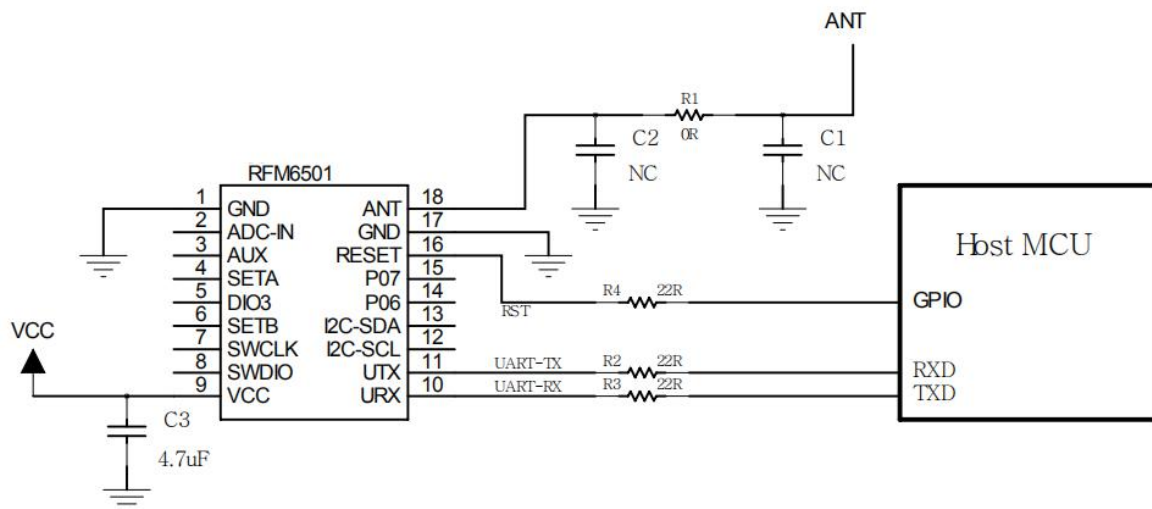 ANT
R1
0R
C2
NC
C1
NC
RFM6501
1 GND ANT 18
2 ADC-IN GND 17
3 AUX RESET 16
4 SETA P07 15
5 DIO3 P06 14
6 SETB I2C-SDA 13
7 SWCLK I2C-SCL 12
8 SWDIO UTX 11
9 VCC URX 10
VCC
C3
4.7uF
RST
R4 22R
UART-TX R2 22R
UART-RX R3 22R
Host MCU
GPIO
RXD
TXD